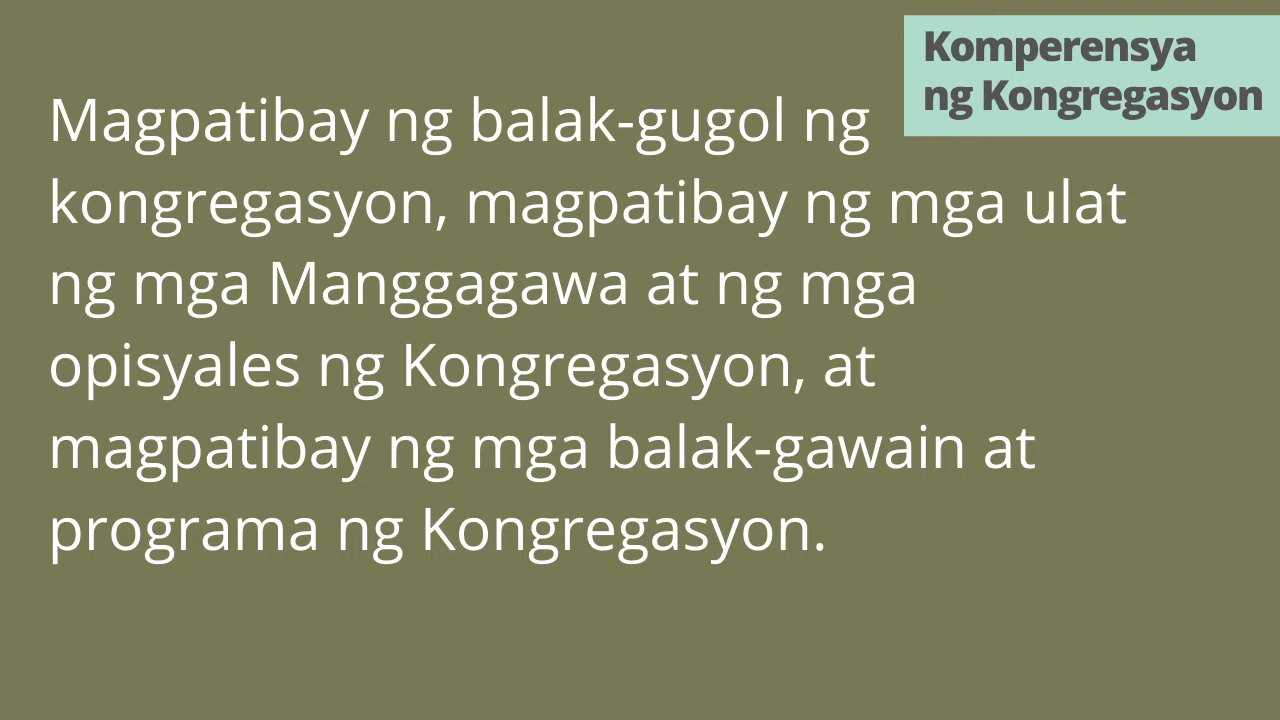 Komperensya
ng Kongregasyon
Magpatibay ng balak-gugol ng
kongregasyon, magpatibay ng mga ulat
ng mga Manggagawa at ng mga
opisyales ng Kongregasyon, at
magpatibay ng mga balak-gawain at
programa ng Kongregasyon.